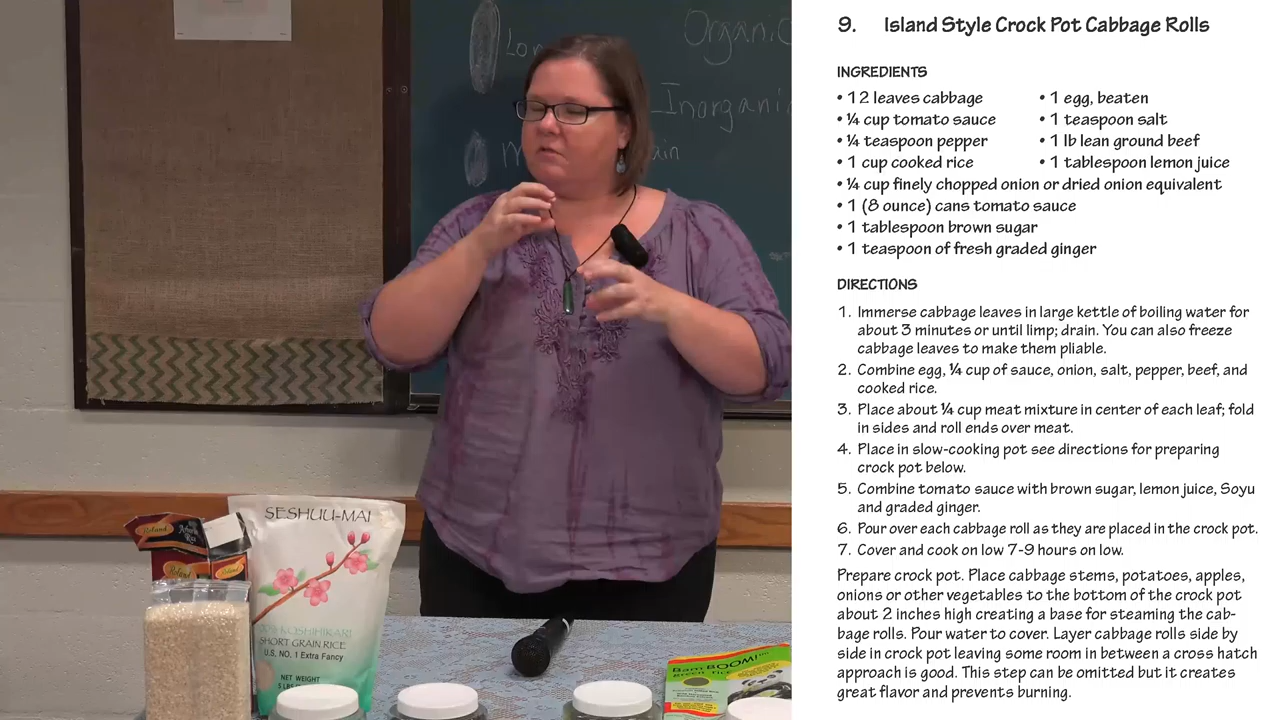 Organic
Lon
Inorgani
M
ain
SESHUU-MAI
KOSHIHIKARI
SHORT GRAIN RICE
U.S. NO. 1 Extra Fancy
NET WEIGHT
5 LBS
Roland
Roland
Roland
Rice
BamBOOM!
Green Rice
9. Island Style Crock Pot Cabbage Rolls
INGREDIENTS
• 12 leaves cabbage
• 1 egg, beaten
• ¼ cup tomato sauce
• 1 teaspoon salt
• ¼ teaspoon pepper
• 1 lb lean ground beef
• 1 cup cooked rice
• 1 tablespoon lemon juice
• ¼ cup finely chopped onion or dried onion equivalent
• 1 (8 ounce) cans tomato sauce
• 1 tablespoon brown sugar
• 1 teaspoon of fresh graded ginger
DIRECTIONS
1. Immerse cabbage leaves in large kettle of boiling water for
about 3 minutes or until limp; drain. You can also freeze
cabbage leaves to make them pliable.
2. Combine egg, ¼ cup of sauce, onion, salt, pepper, beef, and
cooked rice.
3. Place about ¼ cup meat mixture in center of each leaf; fold
in sides and roll ends over meat.
4. Place in slow-cooking pot see directions for preparing
crock pot below.
5. Combine tomato sauce with brown sugar, lemon juice, Soyu
and graded ginger.
6. Pour over each cabbage roll as they are placed in the crock pot.
7. Cover and cook on low 7-9 hours on low.
Prepare crock pot. Place cabbage stems, potatoes, apples,
onions or other vegetables to the bottom of the crock pot
about 2 inches high creating a base for steaming the cab-
bage rolls. Pour water to cover. Layer cabbage rolls side by
side in crock pot leaving some room in between a cross hatch
approach is good. This step can be omitted but it creates
great flavor and prevents burning.